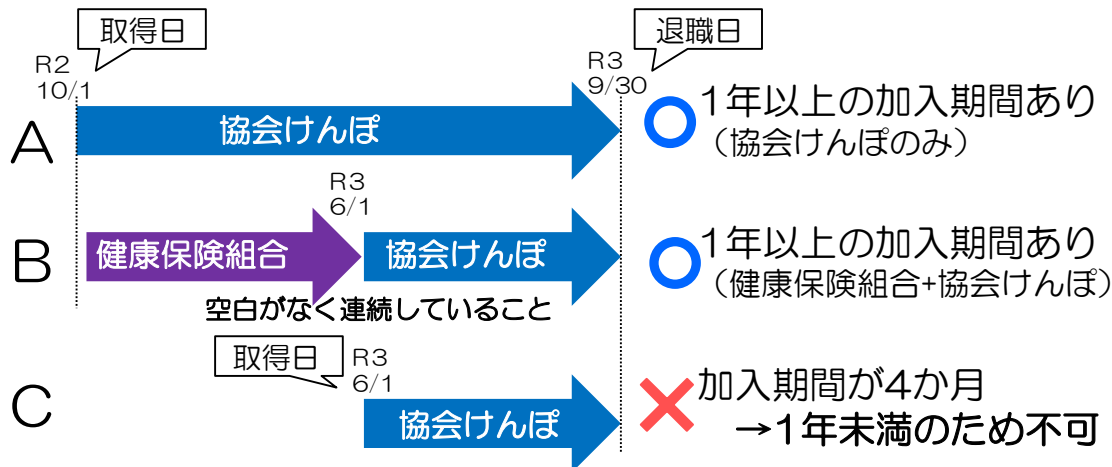 取得日
退職日
R2
10/1
R3
9/30
A
協会けんぽ
1年以上の加入期間あり
（協会けんぽのみ）
R3
6/1
B
健康保険組合
協会けんぽ
1年以上の加入期間あり
（健康保険組合+協会けんぽ）
空白がなく連続していること
取得日
R3
6/1
C
協会けんぽ
加入期間が4か月
→1年未満のため不可